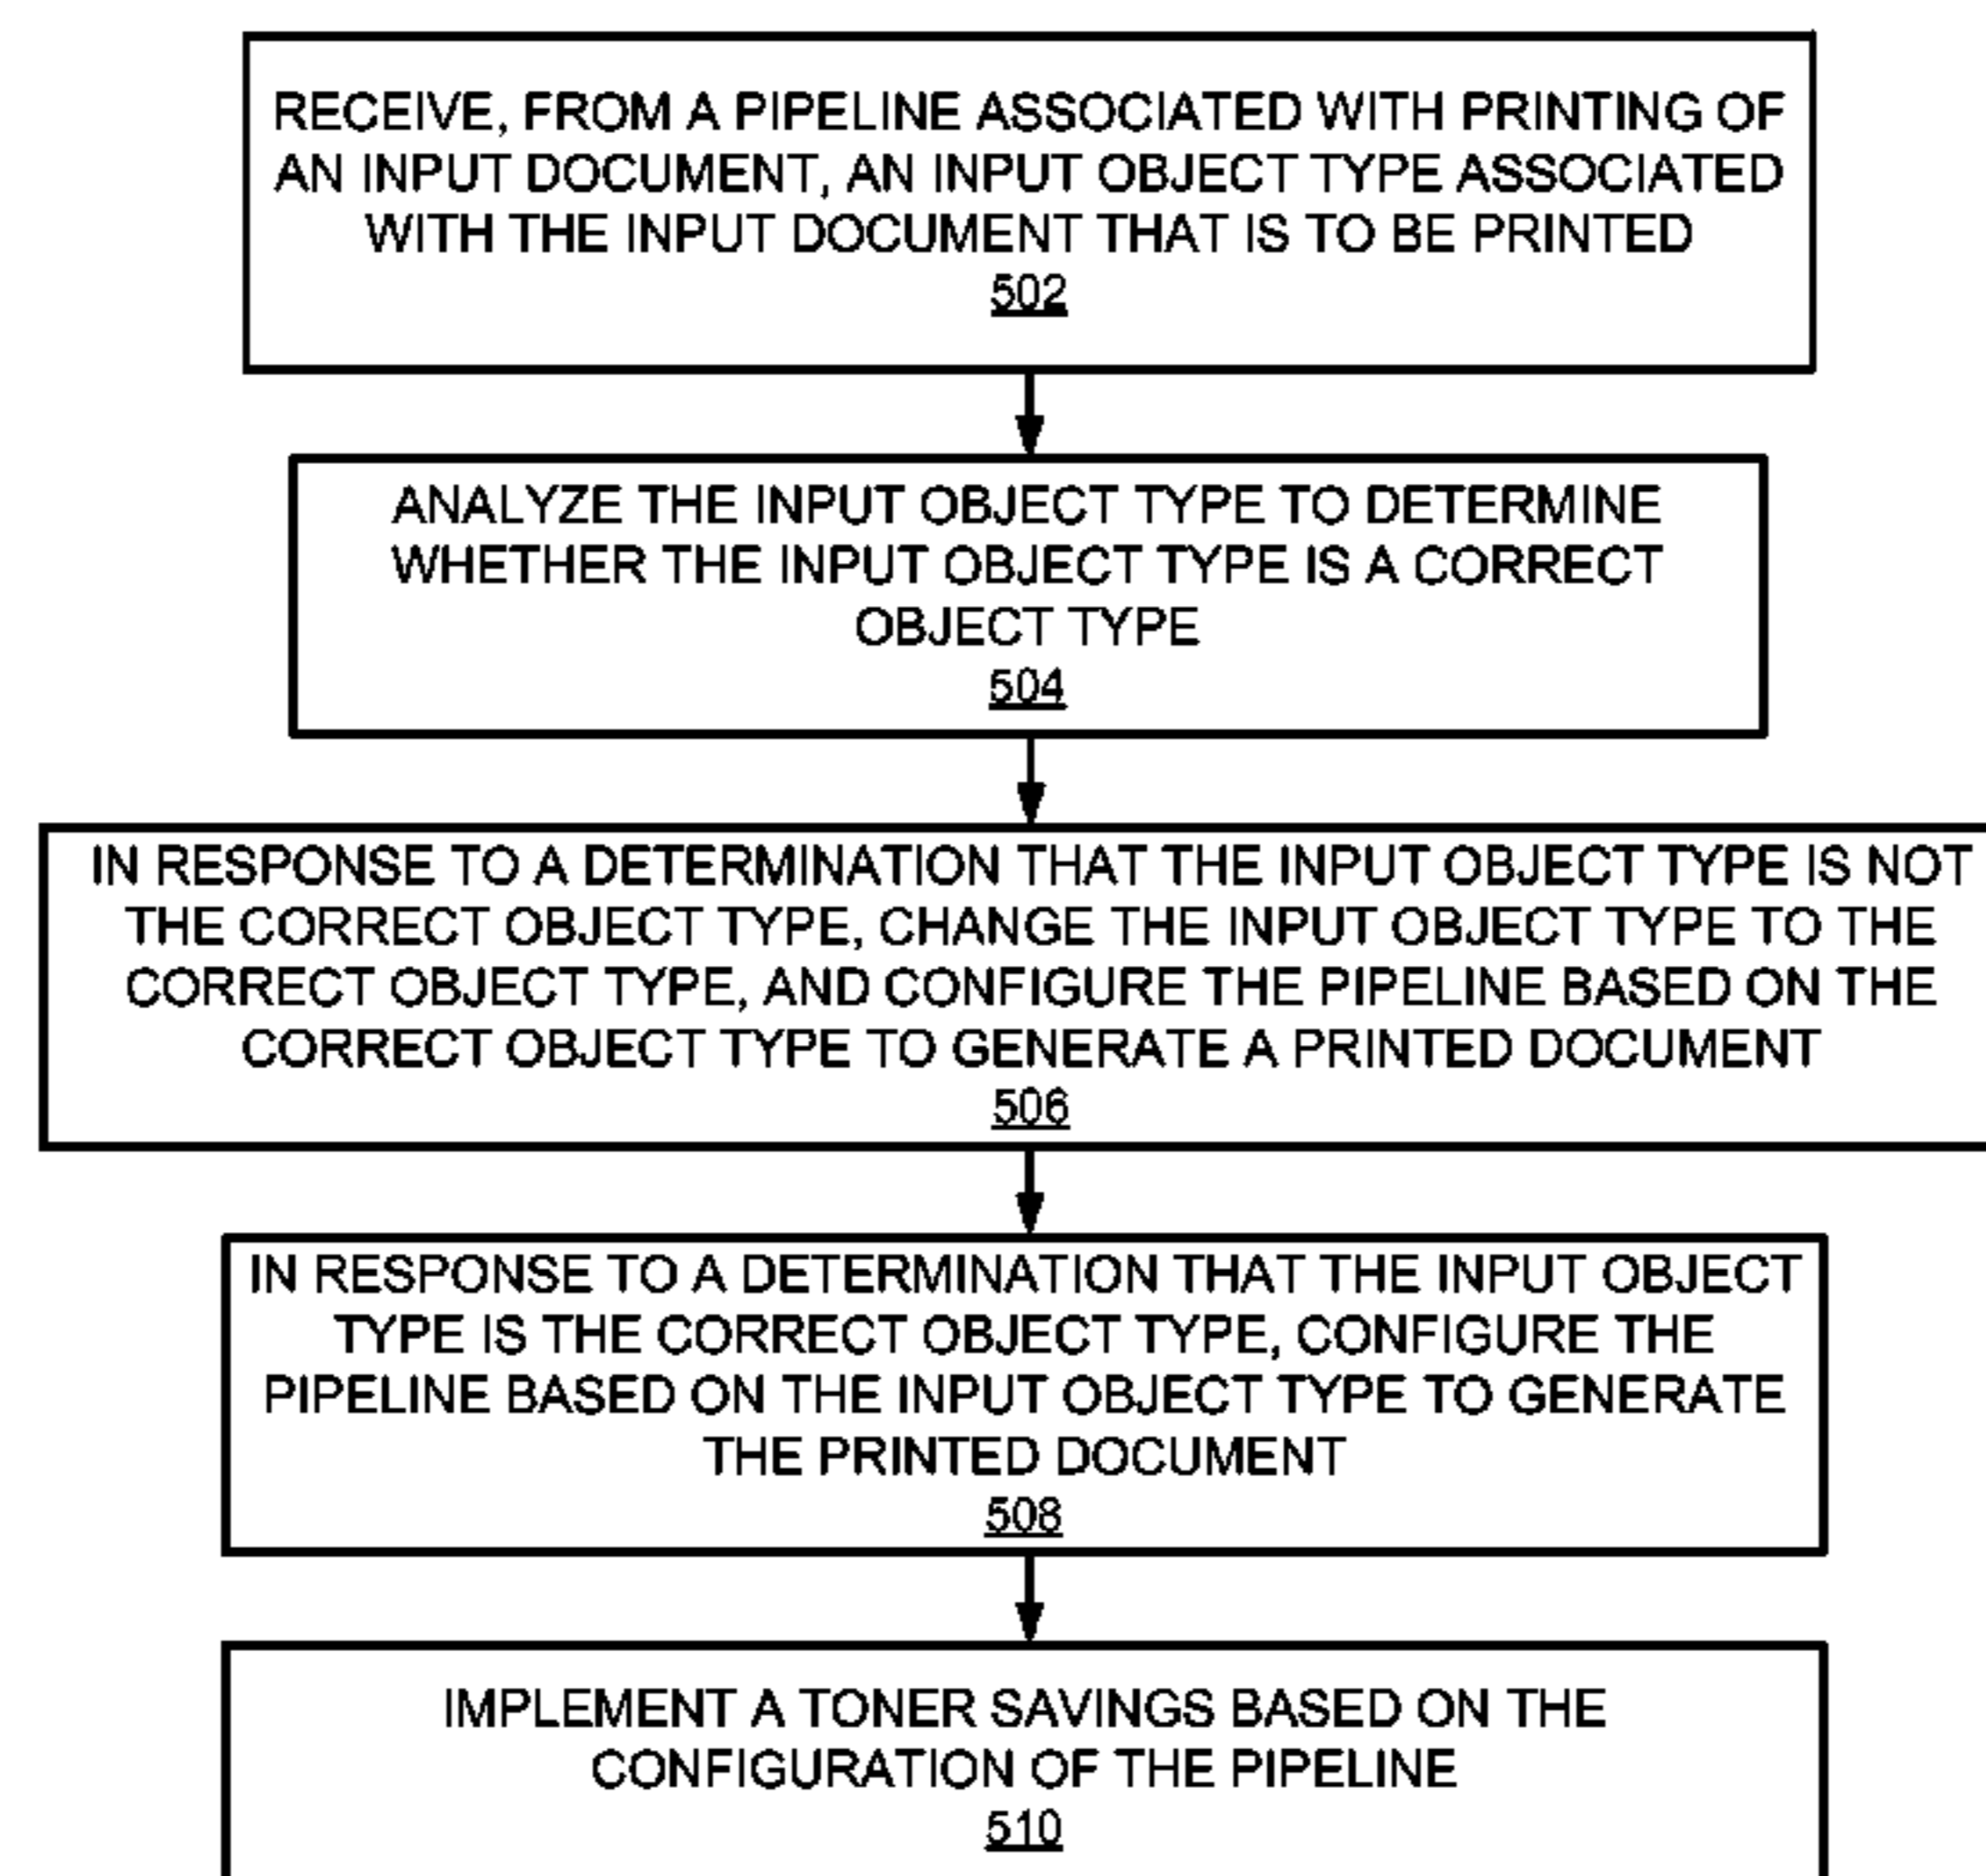 RECEIVE, FROM A PIPELINE ASSOCIATED WITH PRINTING OF
AN INPUT DOCUMENT, AN INPUT OBJECT TYPE ASSOCIATED
WITH THE INPUT DOCUMENT THAT IS TO BE PRINTED
502
ANALYZE THE INPUT OBJECT TYPE TO DETERMINE
WHETHER THE INPUT OBJECT TYPE IS A CORRECT
OBJECT TYPE
504
IN RESPONSE TO A DETERMINATION THAT THE INPUT OBJECT TYPE IS NOT
THE CORRECT OBJECT TYPE, CHANGE THE INPUT OBJECT TYPE TO THE
CORRECT OBJECT TYPE, AND CONFIGURE THE PIPELINE BASED ON THE
CORRECT OBJECT TYPE TO GENERATE A PRINTED DOCUMENT
506
IN RESPONSE TO A DETERMINATION THAT THE INPUT OBJECT
TYPE IS THE CORRECT OBJECT TYPE, CONFIGURE THE
PIPELINE BASED ON THE INPUT OBJECT TYPE TO GENERATE
THE PRINTED DOCUMENT
508
IMPLEMENT A TONER SAVINGS BASED ON THE
CONFIGURATION OF THE PIPELINE
510